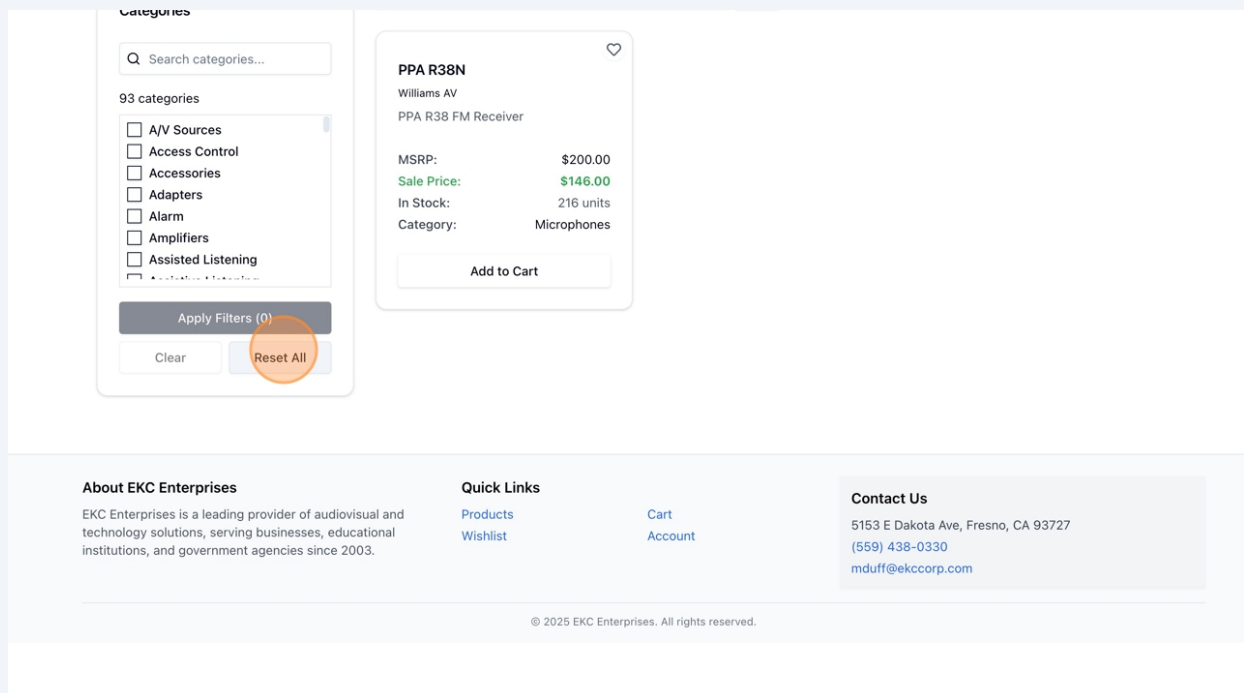 Categories
Search categories...
93 categories
A/V Sources
Access Control
Accessories
Adapters
Alarm
Amplifiers
Assisted Listening
Assistive Listening
Apply Filters (0)
Clear
Reset All
PPA R38N
Williams AV
PPA R38 FM Receiver
MSRP: $200.00
Sale Price: $146.00
In Stock: 216 units
Category: Microphones
Add to Cart
About EKC Enterprises
EKC Enterprises is a leading provider of audiovisual and
technology solutions, serving businesses, educational
institutions, and government agencies since 2003.
Quick Links
Products
Wishlist
Cart
Account
Contact Us
5153 E Dakota Ave, Fresno, CA 93727
(559) 438-0330
mduff@ekccorp.com
© 2025 EKC Enterprises. All rights reserved.